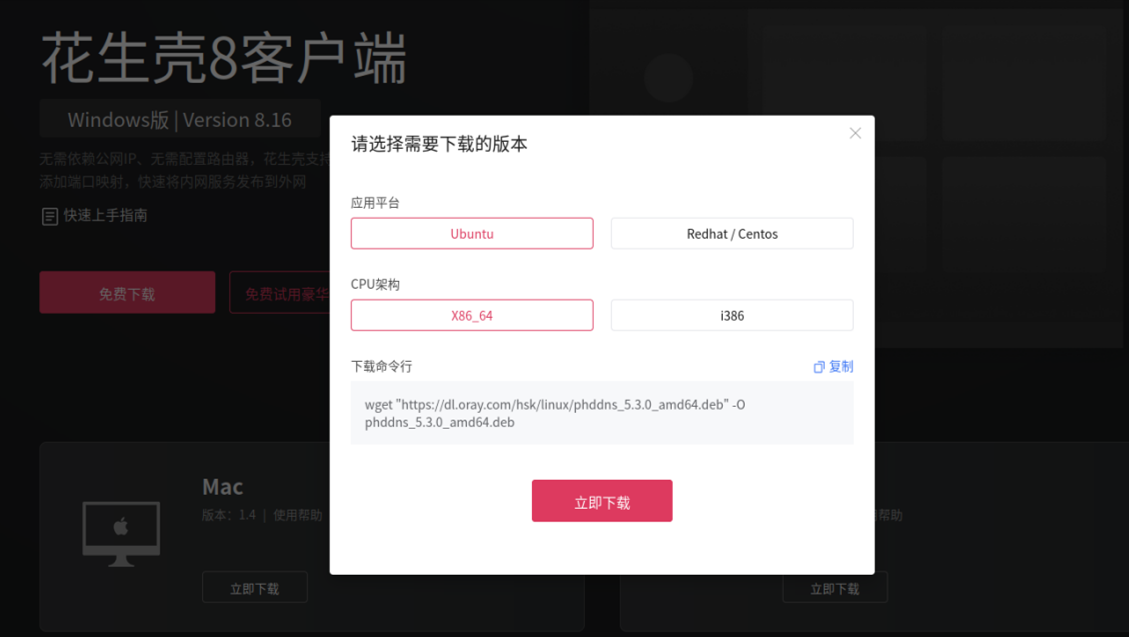 花生壳8客户端
Windows版 | Version 8.16
无需依赖公网IP、无需配置路由器，花生壳支持
添加端口映射，快速将内网服务发布到外网
快速上手指南
免费下载
免费试用豪华
请选择需要下载的版本
应用平台
Ubuntu
Redhat / Centos
CPU架构
X86_64
i386
下载命令行
复制
wget "https://dl.oray.com/hsk/linux/phddns_5.3.0_amd64.deb" -O
phddns_5.3.0_amd64.deb
立即下载
Mac
版本：1.4 | 使用帮助
立即下载
帮助
立即下载